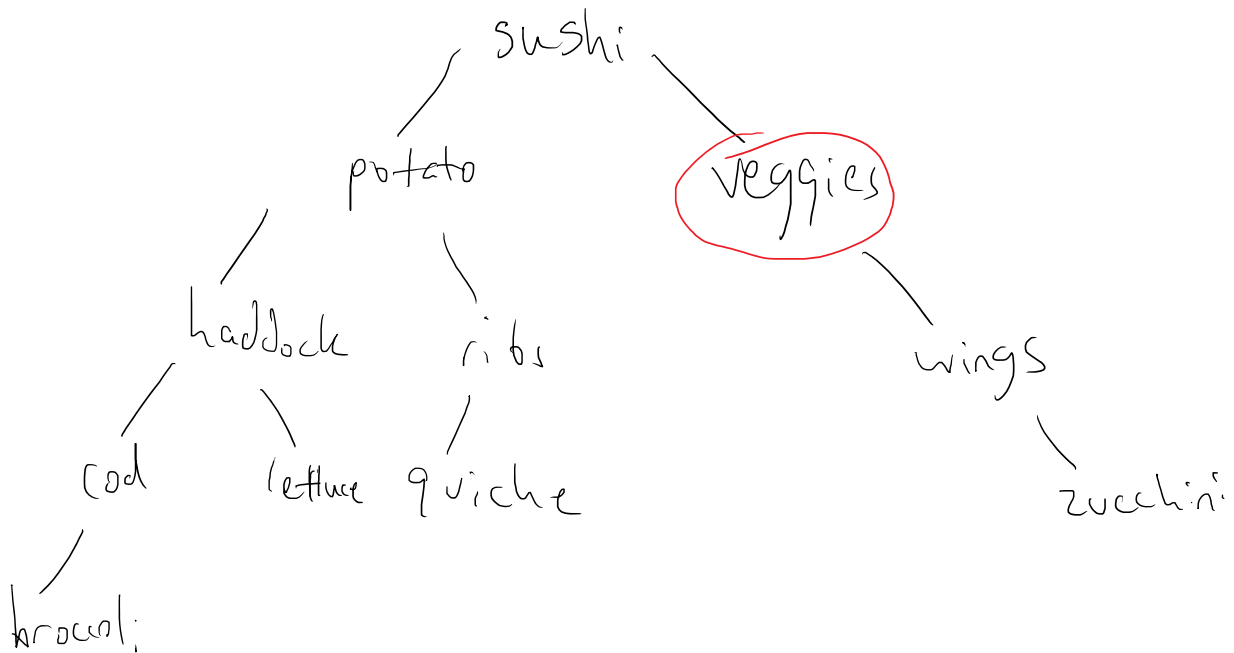 sushi
potato veggies
haddock ribs wings
cod lettuce quiche zucchini
broccoli